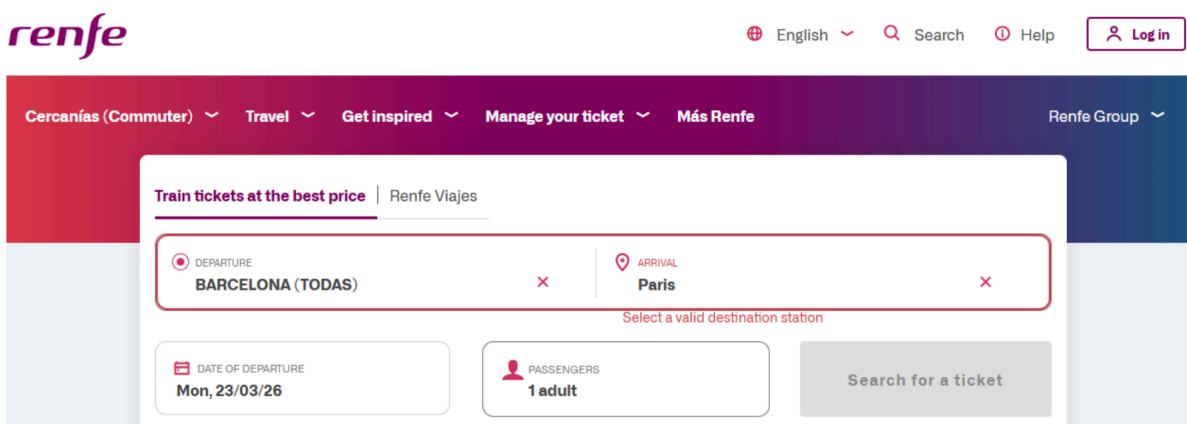 renfe
English
Search
Help
Log in
Cercanías (Commuter)
Travel
Get inspired
Manage your ticket
Más Renfe
Renfe Group
Train tickets at the best price
Renfe Viajes
DEPARTURE
BARCELONA (TODAS)
ARRIVAL
Paris
Select a valid destination station
DATE OF DEPARTURE
Mon, 23/03/26
PASSENGERS
1 adult
Search for a ticket